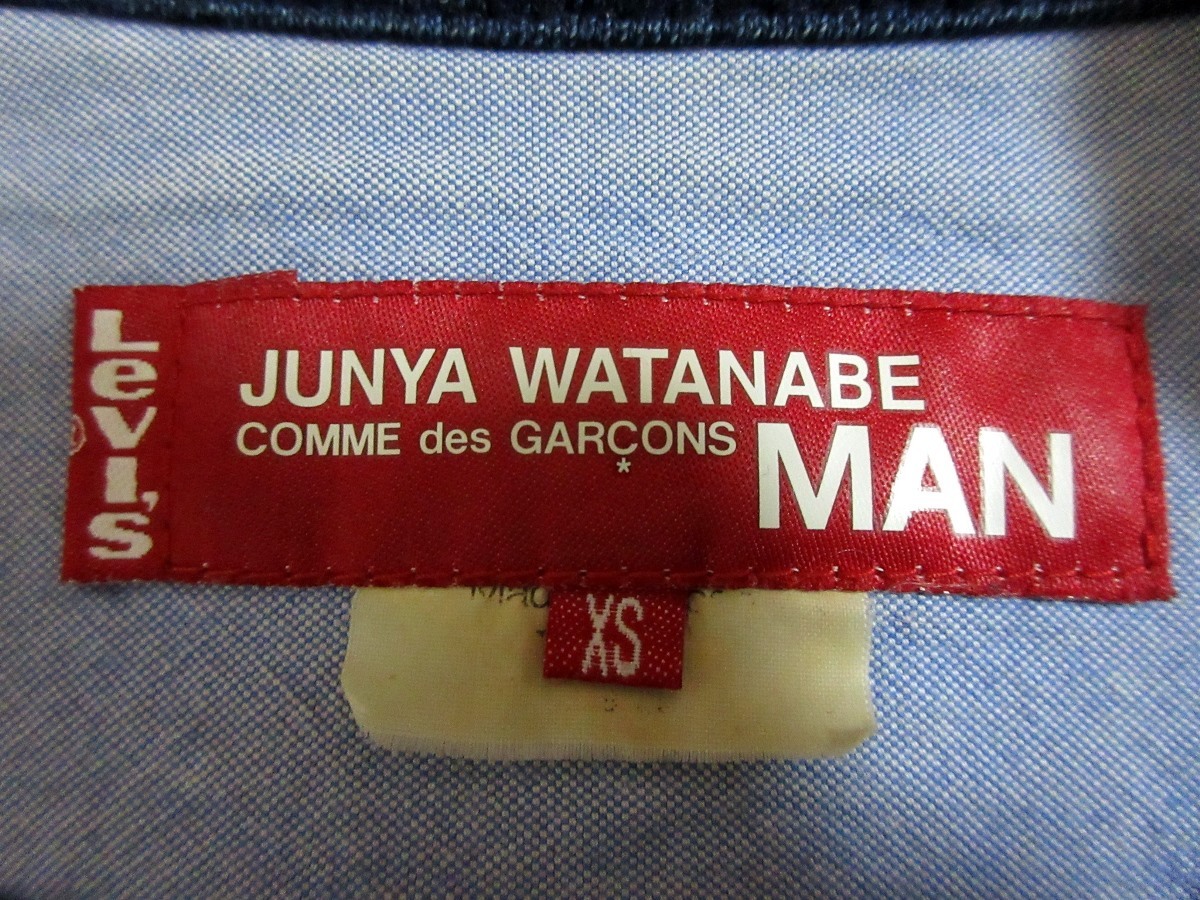 Levi's
®
JUNYA WATANABE
COMME des GARÇONS
*
MAN
XS